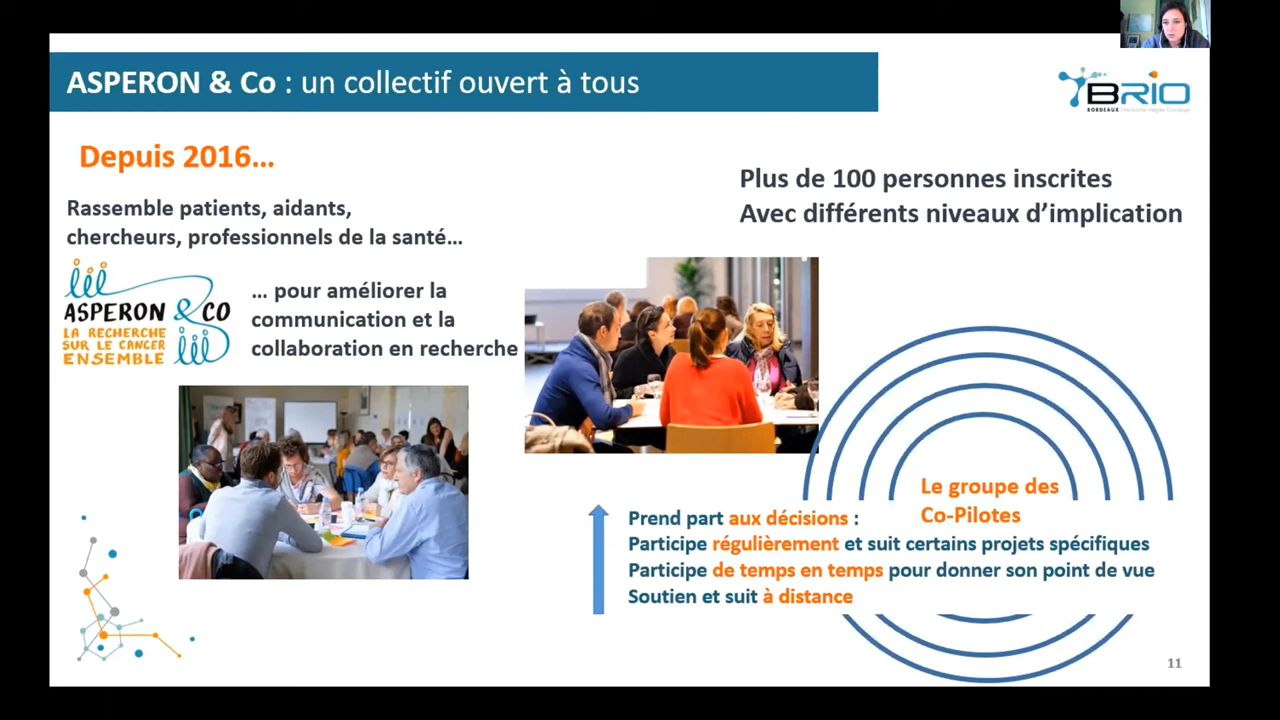 ASPERON & Co : un collectif ouvert à tous
BRIO
BORDEAUX
Depuis 2016...
Plus de 100 personnes inscrites
Avec différents niveaux d'implication
Rassemble patients, aidants,
chercheurs, professionnels de la santé...
ASPERON & CO
LA RECHERCHE
SUR LE CANCER
ENSEMBLE
... pour améliorer la
communication et la
collaboration en recherche
Le groupe des
Co-Pilotes
Prend part aux décisions :
Participe régulièrement et suit certains projets spécifiques
Participe de temps en temps pour donner son point de vue
Soutien et suit à distance
11